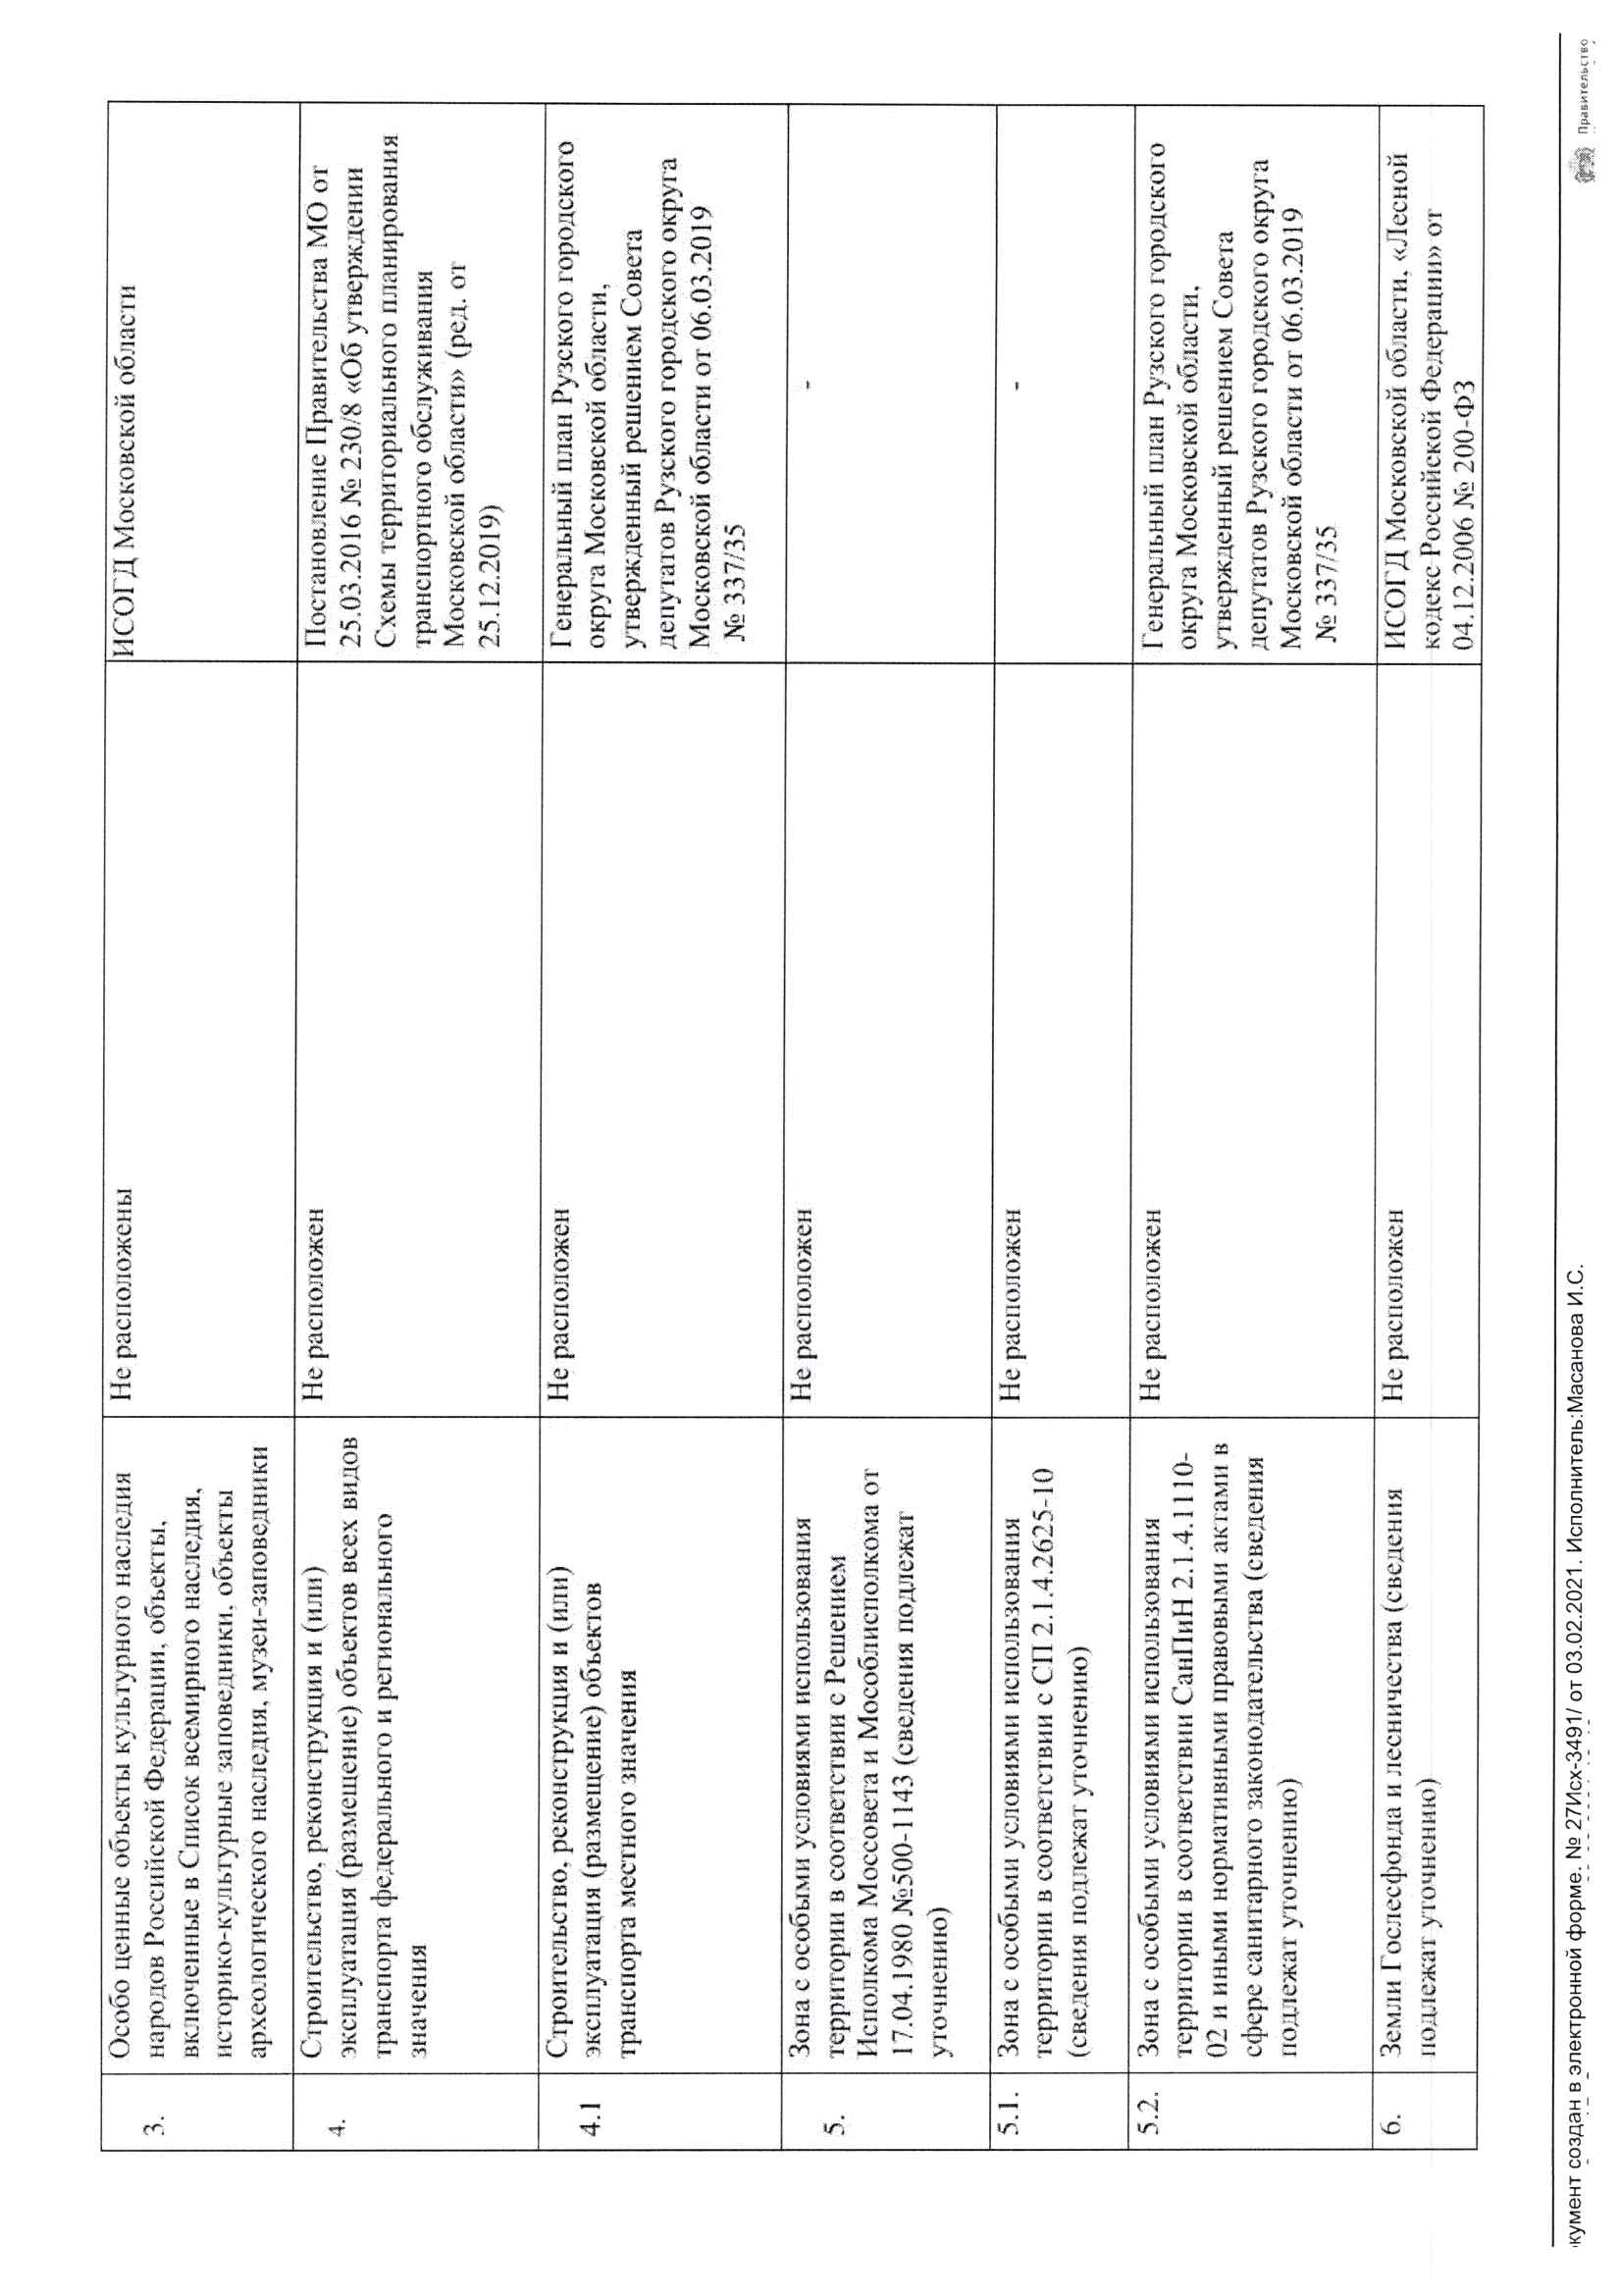 3.
Особо ценные объекты культурного наследия
народов Российской Федерации, объекты,
включенные в Список всемирного наследия,
историко-культурные заповедники, объекты
археологического наследия, музеи-заповедники
Не расположены
ИСОГД Московской области
4.
Строительство, реконструкция и (или)
эксплуатация (размещение) объектов всех видов
транспорта федерального и регионального
значения
Не расположен
Постановление Правительства МО от
25.03.2016 № 230/8 «Об утверждении
Схемы территориального планирования
транспортного обслуживания
Московской области» (ред. от
25.12.2019)
4.1
Строительство, реконструкция и (или)
эксплуатация (размещение) объектов
транспорта местного значения
Не расположен
Генеральный план Рузского городского
округа Московской области,
утвержденный решением Совета
депутатов Рузского городского округа
Московской области от 06.03.2019
№ 337/35
5.
Зона с особыми условиями использования
территории в соответствии с Решением
Исполкома Моссовета и Мособлисполкома от
17.04.1980 №500-1143 (сведения подлежат
уточнению)
Не расположен
-
5.1.
Зона с особыми условиями использования
территории в соответствии с СП 2.1.4.2625-10
(сведения подлежат уточнению)
Не расположен
-
5.2.
Зона с особыми условиями использования
территории в соответствии СанПиН 2.1.4.1110-
02 и иными нормативными правовыми актами в
сфере санитарного законодательства (сведения
подлежат уточнению)
Не расположен
Генеральный план Рузского городского
округа Московской области,
утвержденный решением Совета
депутатов Рузского городского округа
Московской области от 06.03.2019
№ 337/35
6.
Земли Гослесфонда и лесничества (сведения
подлежат уточнению)
Не расположен
ИСОГД Московской области, «Лесной
кодекс Российской Федерации» от
04.12.2006 № 200-ФЗ
кумент создан в электронной форме. № 27Исх-3491/ от 03.02.2021. Исполнитель:Масанова И.С.
Правительство